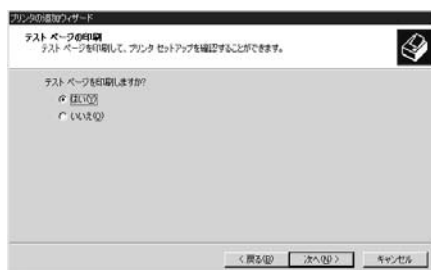 プリンタの追加ウィザード
テスト ページの印刷
テスト ページを印刷して、プリンタ セットアップを確認することができます。
テスト ページを印刷しますか?
はい(Y)
いいえ(O)
< 戻る(B)
次へ(N) >
キャンセル